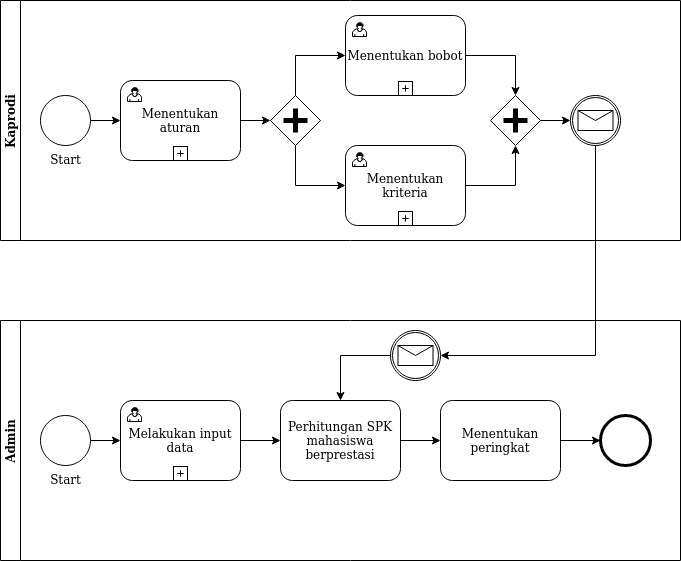 Kaprodi
Start
Menentukan
aturan
Menentukan bobot
Menentukan
kriteria
Admin
Start
Melakukan input
data
Perhitungan SPK
mahasiswa
berprestasi
Menentukan
peringkat